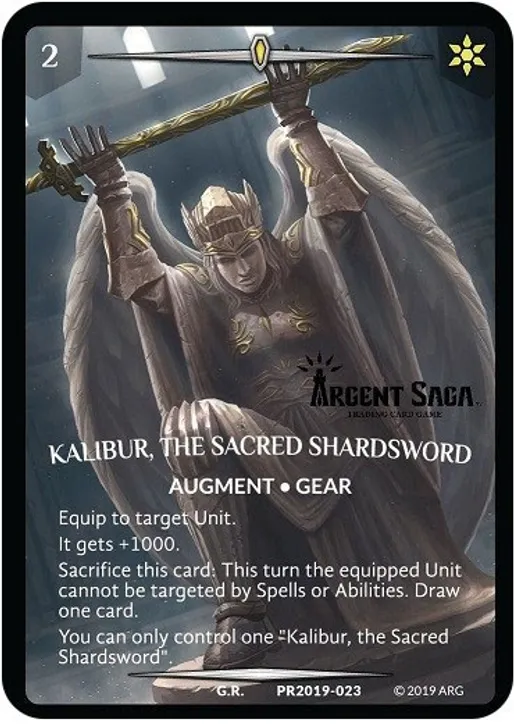 2
ARGENT SAGA
TRADING CARD GAME
KALIBUR, THE SACRED SHARDSWORD
AUGMENT • GEAR
Equip to target Unit.
It gets +1000.
Sacrifice this card: This turn the equipped Unit
cannot be targeted by Spells or Abilities. Draw
one card.
You can only control one "Kalibur, the Sacred
Shardsword".
G.R. PR2019-023 © 2019 ARG